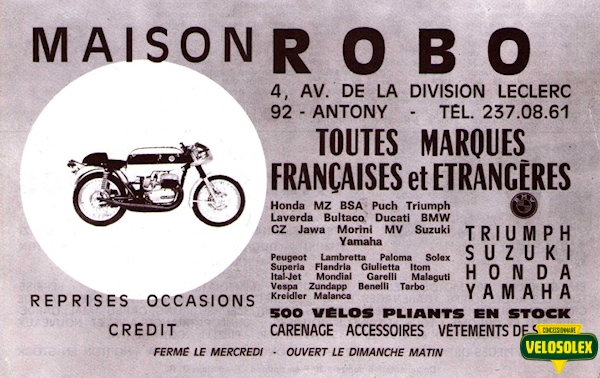 MAISON ROBO
4, AV. DE LA DIVISION LECLERC
92 - ANTONY - TÉL. 237.08.61
TOUTES MARQUES
FRANÇAISES et ETRANGÈRES
Honda MZ BSA Puch Triumph
Laverda Bultaco Ducati BMW
CZ Jawa Morini MV Suzuki
Yamaha
Peugeot Lambretta Paloma Solex
Superia Flandria Giulietta Itom
Ital-Jet Mondial Garelli Malaguti
Vespa Zundapp Benelli Tarbo
Kreidler Malanca
TRIUMPH
SUZUKI
HONDA
YAMAHA
REPRISES OCCASIONS
CRÉDIT
500 VÉLOS PLIANTS EN STOCK
CARENAGE ACCESSOIRES VÊTEMENTS DE
FERMÉ LE MERCREDI - OUVERT LE DIMANCHE MATIN
CONCESSIONNAIRE
VELOSOLEX